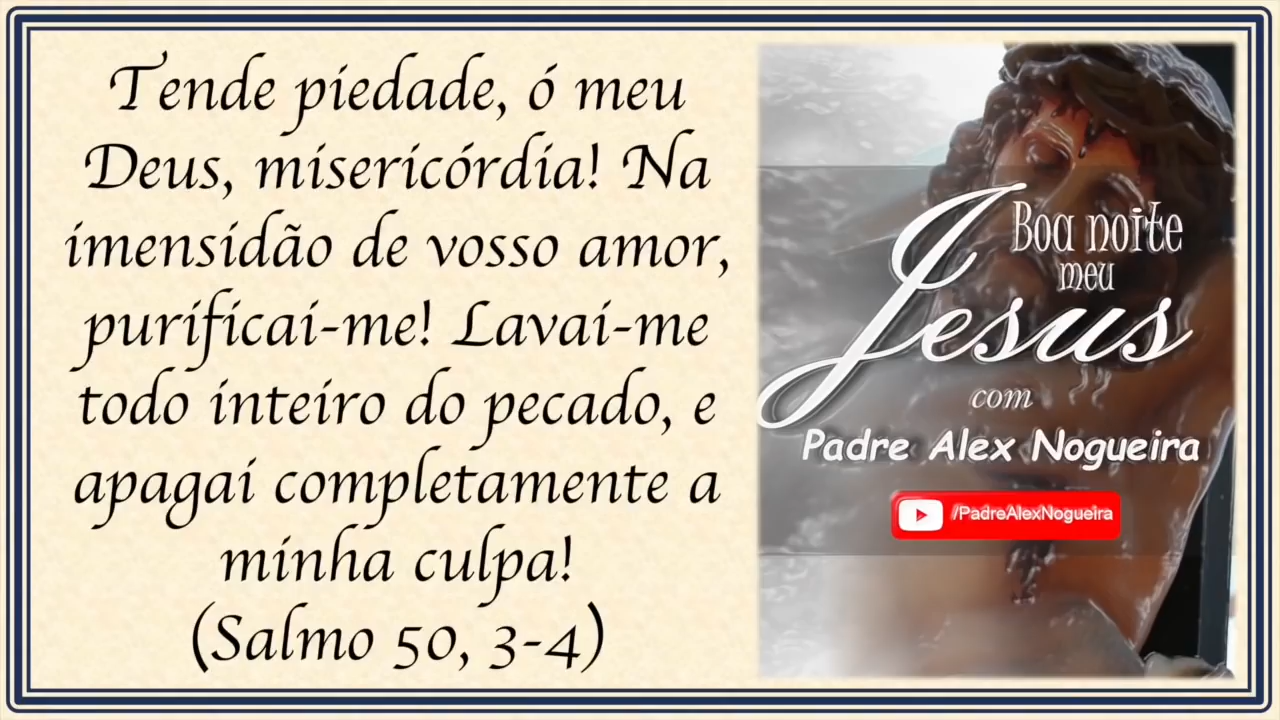 Tende piedade, ó meu
Deus, misericórdia! Na
imensidão de vosso amor,
purificai-me! Lavai-me
todo inteiro do pecado, e
apagai completamente a
minha culpa!
(Salmo 50, 3-4)
Boa noite
meu
Jesus
com
Padre Alex Nogueira
/PadreAlexNogueira